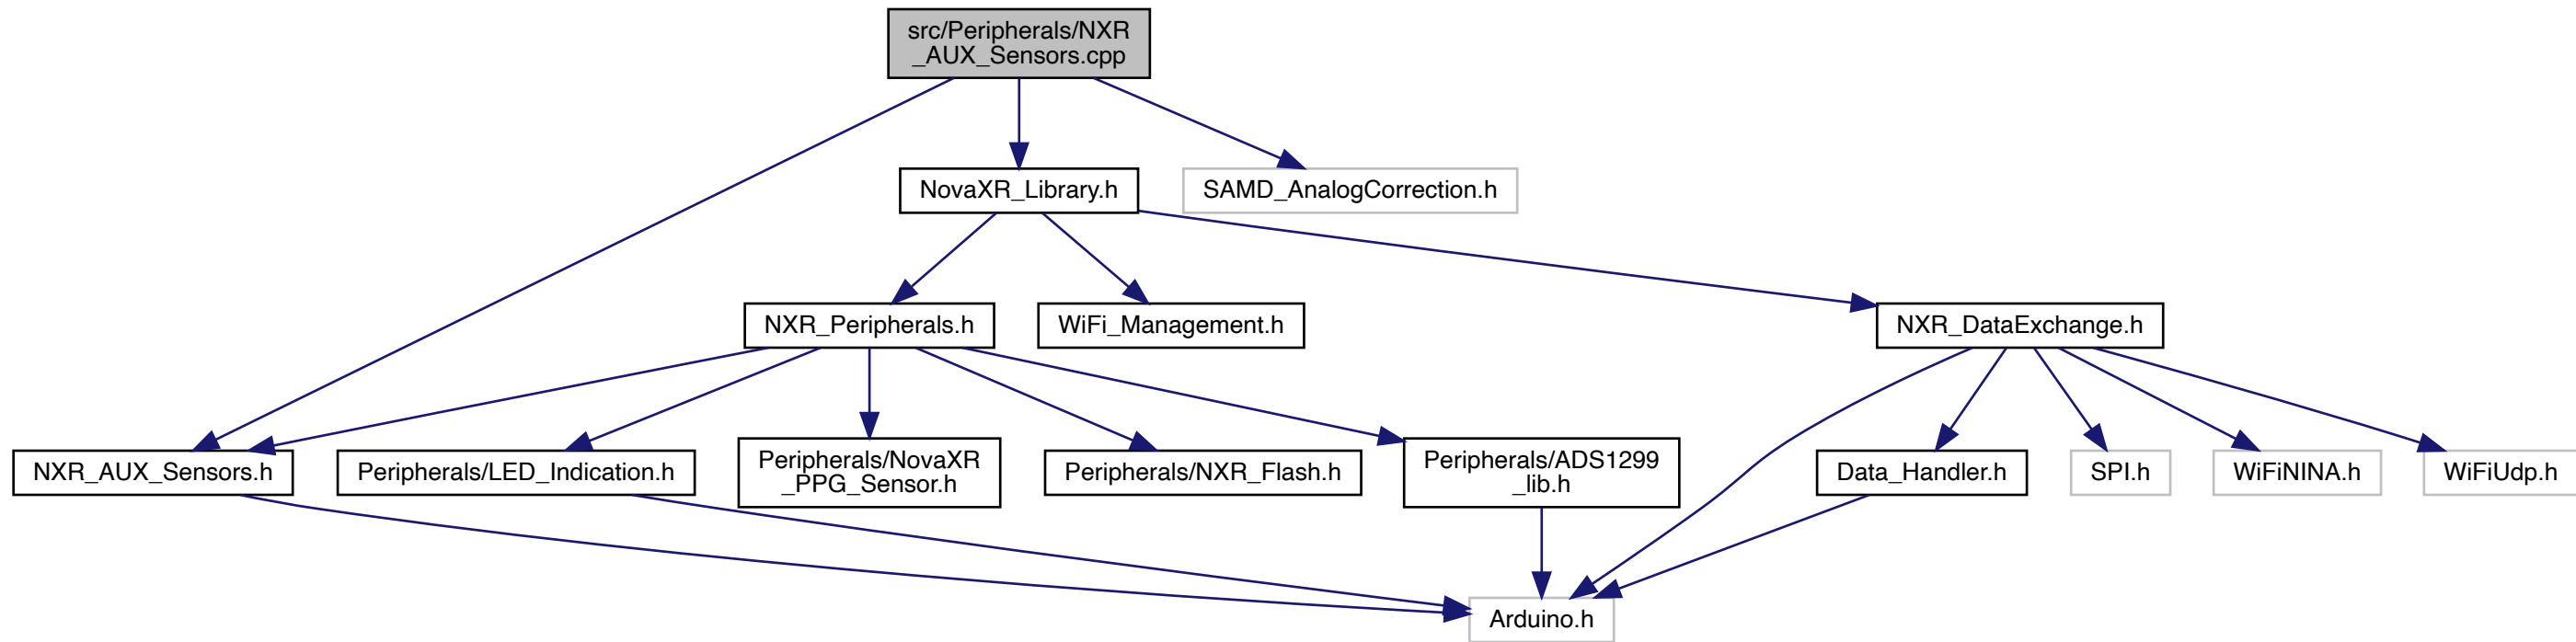 src/Peripherals/NXR
_AUX_Sensors.cpp
NovaXR_Library.h
SAMD_AnalogCorrection.h
NXR_Peripherals.h
WiFi_Management.h
NXR_DataExchange.h
NXR_AUX_Sensors.h
Peripherals/LED_Indication.h
Peripherals/NovaXR
_PPG_Sensor.h
Peripherals/NXR_Flash.h
Peripherals/ADS1299
_lib.h
Data_Handler.h
SPI.h
WiFiNINA.h
WiFiUdp.h
Arduino.h